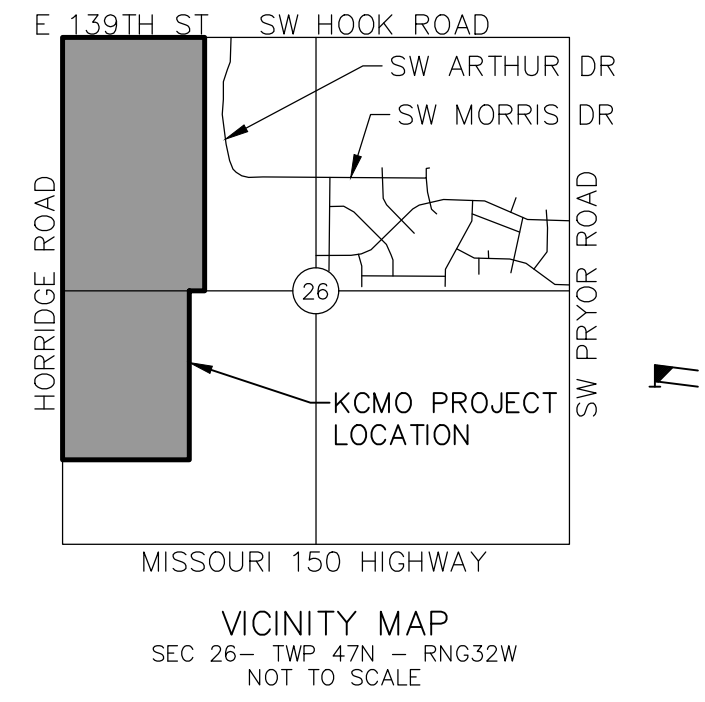 E 139TH ST SW HOOK ROAD
SW ARTHUR DR
SW MORRIS DR
HORRIDGE ROAD
SW PRYOR ROAD
26
KCMO PROJECT
LOCATION
MISSOURI 150 HIGHWAY
VICINITY MAP
SEC 26– TWP 47N – RNG32W
NOT TO SCALE